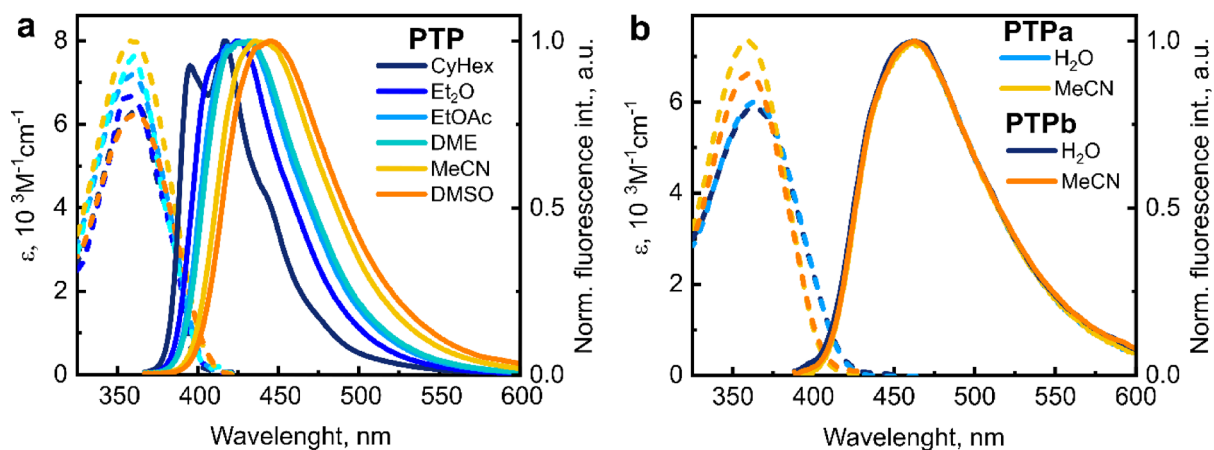 a
PTP
CyHex
Et₂O
EtOAc
DME
MeCN
DMSO
ε, 10 ³M⁻¹cm⁻¹
8
6
4
2
0
350 400 450 500 550 600
Wavelenght, nm
1.0
0.5
0.0
Norm. fluorescence int., a.u.
b
PTPa
H₂O
MeCN
PTPb
H₂O
MeCN
ε, 10 ³M⁻¹cm⁻¹
6
4
2
0
350 400 450 500 550 600
Wavelenght, nm
1.0
0.5
0.0
Norm. fluorescence int., a.u.